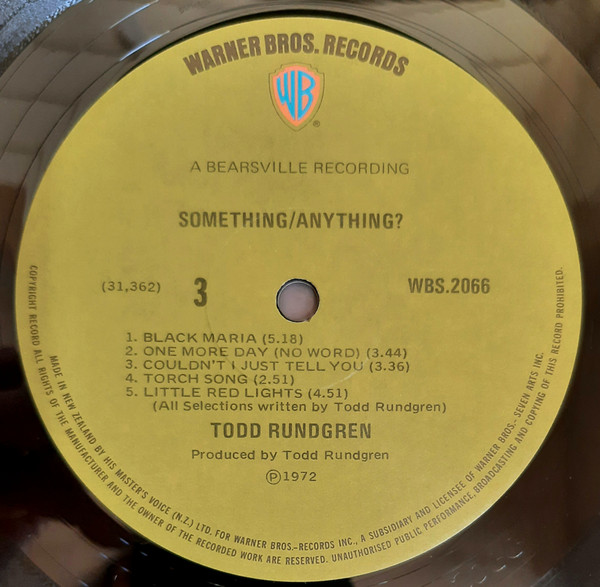 WARNER BROS. RECORDS
WB
®
A BEARSVILLE RECORDING
SOMETHING/ANYTHING?
(31,362) 3 WBS.2066
1. BLACK MARIA (5.18)
2. ONE MORE DAY (NO WORD) (3.44)
3. COULDN'T I JUST TELL YOU (3.36)
4. TORCH SONG (2.51)
5. LITTLE RED LIGHTS (4.51)
(All Selections written by Todd Rundgren)
TODD RUNDGREN
Produced by Todd Rundgren
Ⓟ1972
MADE IN NEW ZEALAND BY HIS MASTER'S VOICE (N.Z.) LTD. FOR WARNER BROS.–RECORDS INC., A SUBSIDIARY AND LICENSEE OF WARNER BROS.– SEVEN ARTS INC.
COPYRIGHT RECORD ALL RIGHTS OF THE MANUFACTURER AND THE OWNER OF THE RECORDED WORK ARE RESERVED. UNAUTHORISED PUBLIC PERFORMANCE, BROADCASTING AND COPYING OF THIS RECORD PROHIBITED.